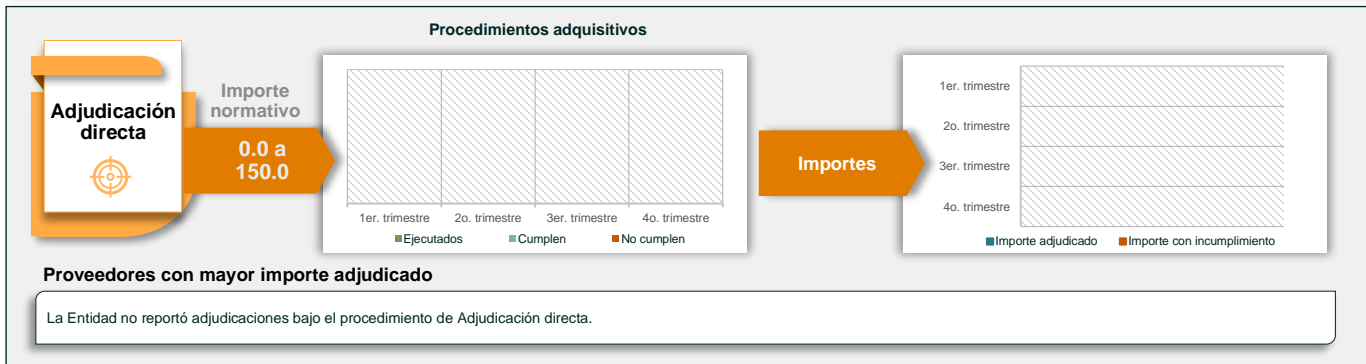 Procedimientos adquisitivos
Adjudicación
directa
Importe
normativo
0.0 a
150.0
1er. trimestre
2o. trimestre
3er. trimestre
4o. trimestre
Ejecutados
Cumplen
No cumplen
Importes
1er. trimestre
2o. trimestre
3er. trimestre
4o. trimestre
Importe adjudicado
Importe con incumplimiento
Proveedores con mayor importe adjudicado
La Entidad no reportó adjudicaciones bajo el procedimiento de Adjudicación directa.